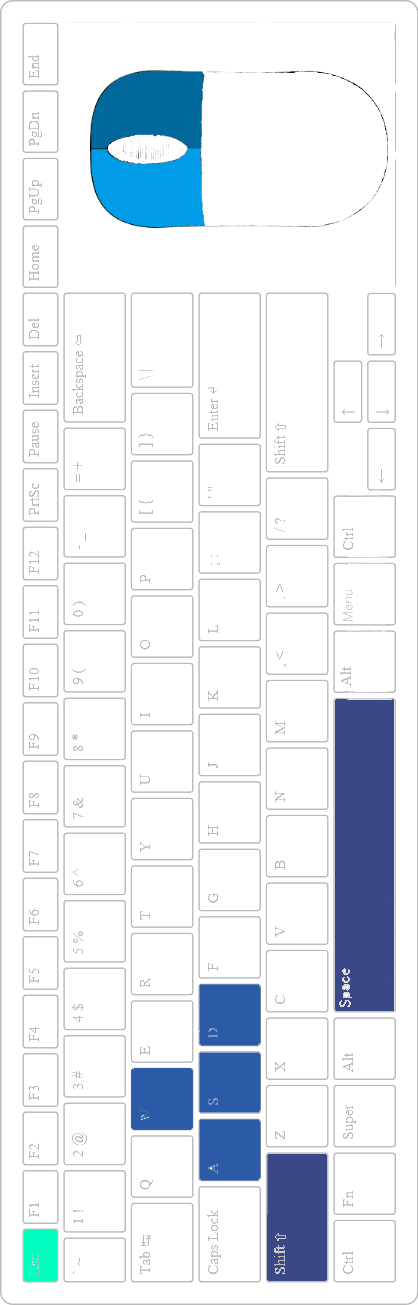 Esc F1 F2 F3 F4 F5 F6 F7 F8 F9 F10 F11 F12 PrtSc Pause Insert Del Home PgUp PgDn End
` ~ 1 ! 2 @ 3 # 4 $ 5 % 6 ^ 7 & 8 * 9 ( 0 ) - _ = + Backspace ⇦
Tab ↹ Q W E R T Y U I O P [ { ] } \ |
Caps Lock A S D F G H J K L ; : ' " Enter ↵
Shift ⇧ Z X C V B N M , < . > / ? Shift ⇧
Ctrl Fn Super Alt Space Alt Menu Ctrl ← ↑ ↓ →